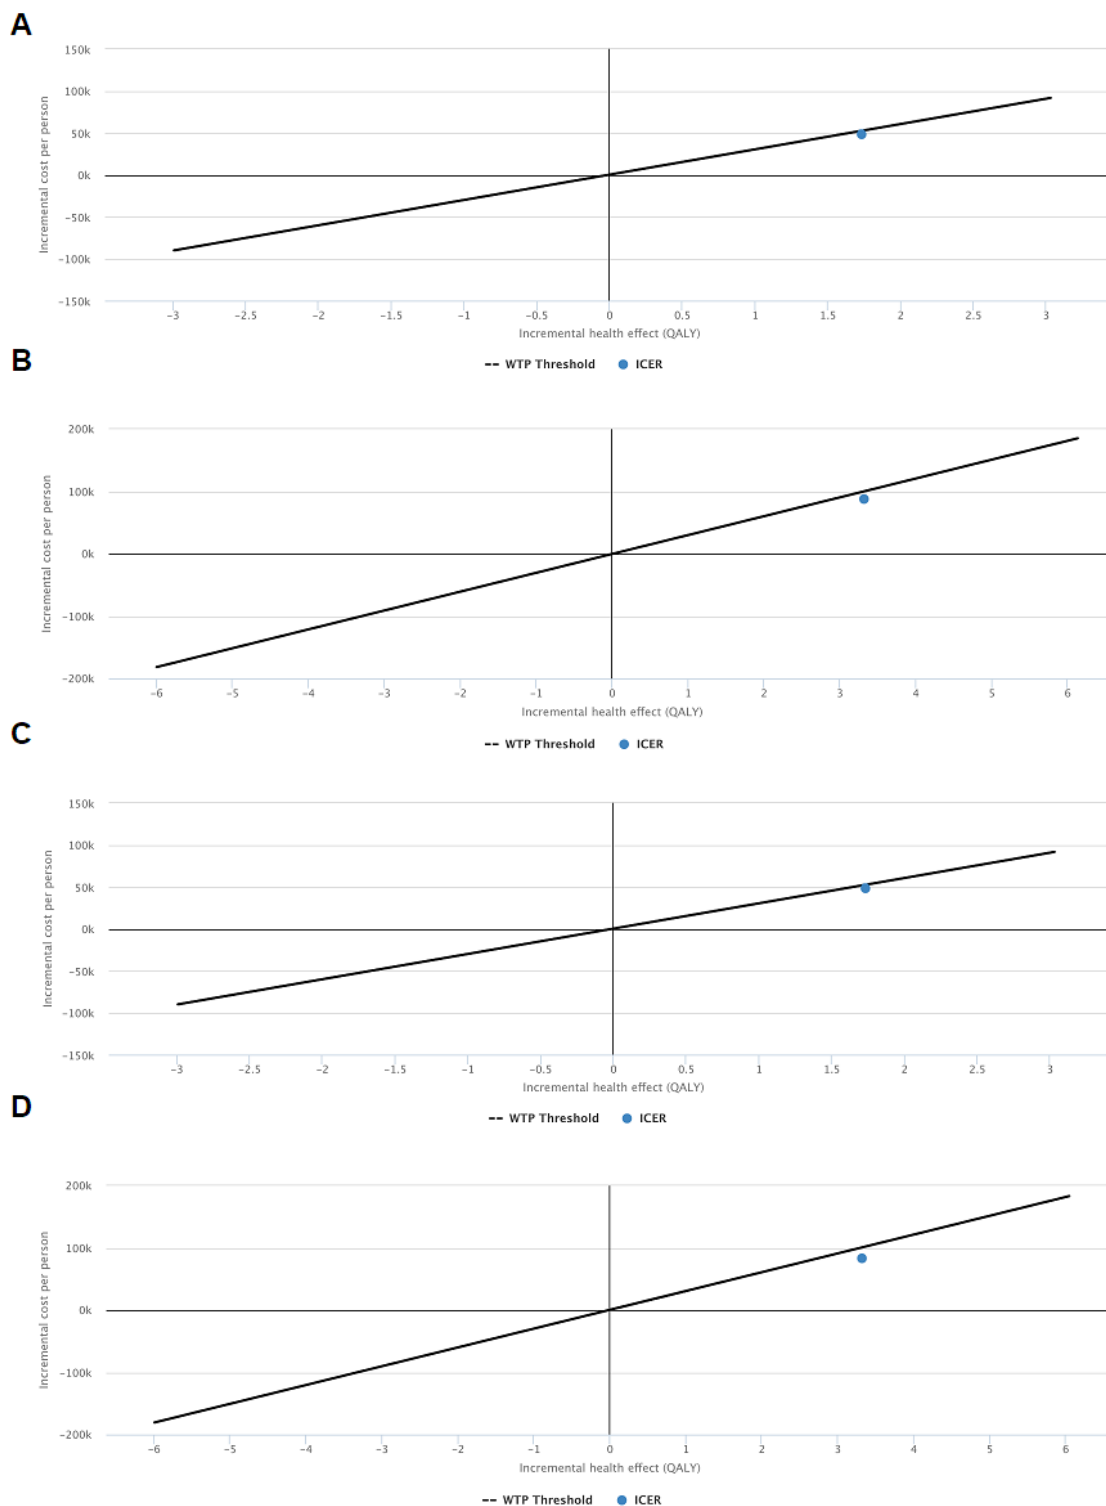 A
150k
100k
50k
0k
−50k
−100k
−150k
Incremental cost per person
−3 −2.5 −2 −1.5 −1 −0.5 0 0.5 1 1.5 2 2.5 3
Incremental health effect (QALY)
WTP Threshold ICER
B
200k
100k
0k
−100k
−200k
Incremental cost per person
−6 −5 −4 −3 −2 −1 0 1 2 3 4 5 6
Incremental health effect (QALY)
WTP Threshold ICER
C
150k
100k
50k
0k
−50k
−100k
−150k
Incremental cost per person
−3 −2.5 −2 −1.5 −1 −0.5 0 0.5 1 1.5 2 2.5 3
Incremental health effect (QALY)
WTP Threshold ICER
D
200k
100k
0k
−100k
−200k
Incremental cost per person
−6 −5 −4 −3 −2 −1 0 1 2 3 4 5 6
Incremental health effect (QALY)
WTP Threshold ICER